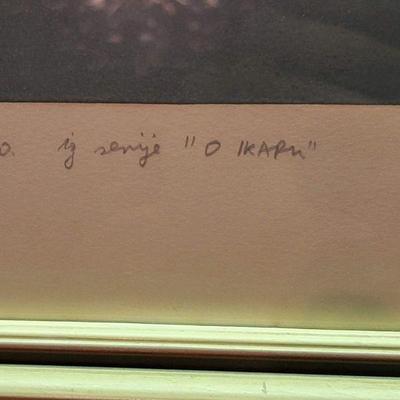 o. iz serije "O IKARu"